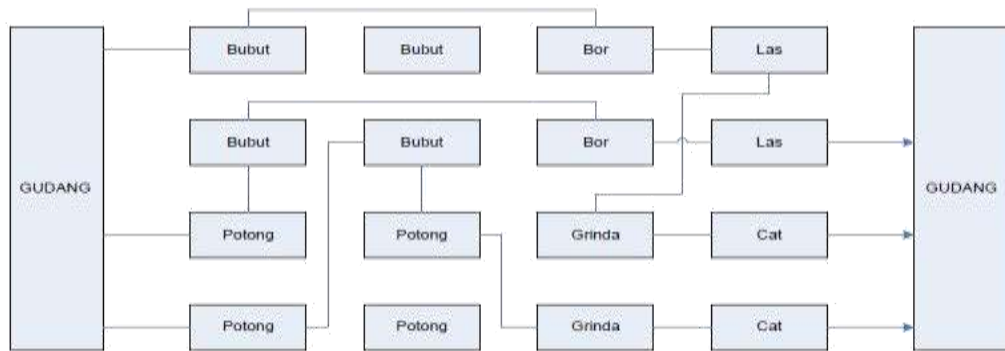 Bubut
Bubut
Bor
Las
Bubut
Bubut
Bor
Las
GUDANG
GUDANG
Potong
Potong
Grinda
Cat
Potong
Potong
Grinda
Cat